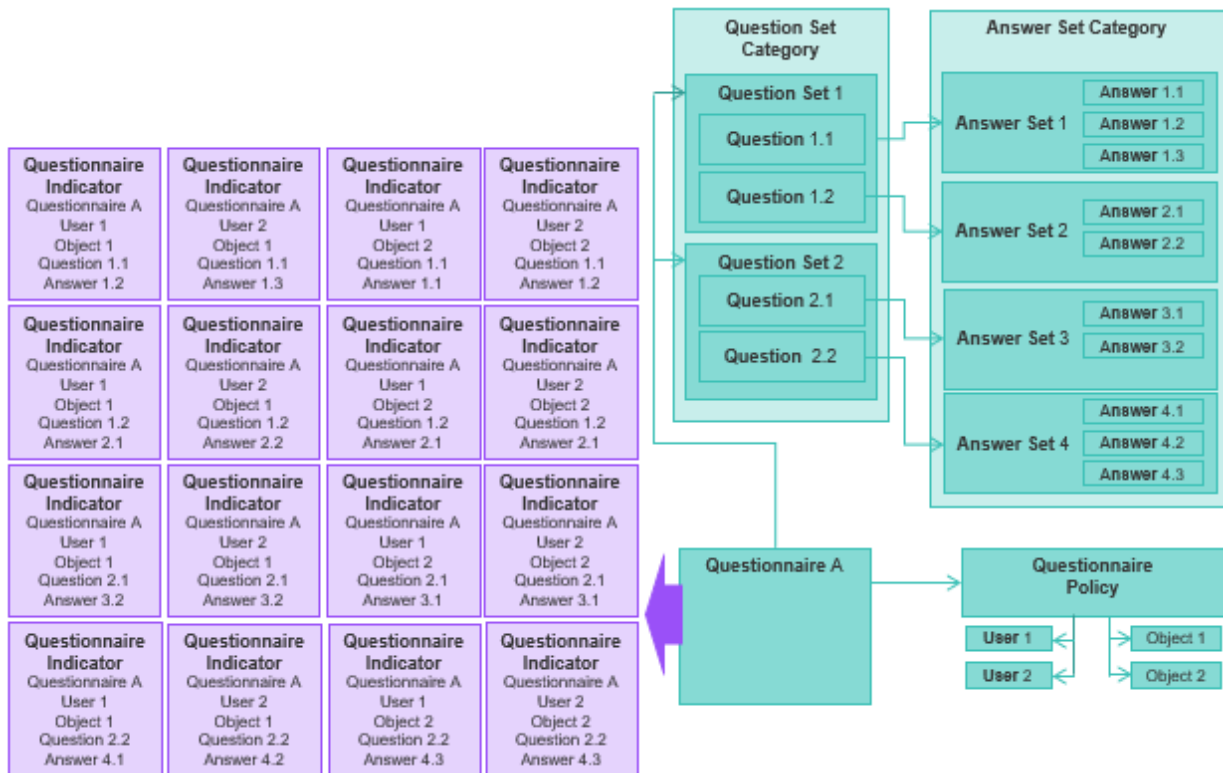 Question Set
Category
Question Set 1
Question 1.1
Question 1.2
Question Set 2
Question 2.1
Question 2.2
Answer Set Category
Answer Set 1
Answer 1.1
Answer 1.2
Answer 1.3
Answer Set 2
Answer 2.1
Answer 2.2
Answer Set 3
Answer 3.1
Answer 3.2
Answer Set 4
Answer 4.1
Answer 4.2
Answer 4.3
Questionnaire
Indicator
Questionnaire A
User 1
Object 1
Question 1.1
Answer 1.2
Questionnaire
Indicator
Questionnaire A
User 2
Object 1
Question 1.1
Answer 1.3
Questionnaire
Indicator
Questionnaire A
User 1
Object 2
Question 1.1
Answer 1.1
Questionnaire
Indicator
Questionnaire A
User 2
Object 2
Question 1.1
Answer 1.2
Questionnaire
Indicator
Questionnaire A
User 1
Object 1
Question 1.2
Answer 2.1
Questionnaire
Indicator
Questionnaire A
User 2
Object 1
Question 1.2
Answer 2.2
Questionnaire
Indicator
Questionnaire A
User 1
Object 2
Question 1.2
Answer 2.1
Questionnaire
Indicator
Questionnaire A
User 2
Object 2
Question 1.2
Answer 2.1
Questionnaire
Indicator
Questionnaire A
User 1
Object 1
Question 2.1
Answer 3.2
Questionnaire
Indicator
Questionnaire A
User 2
Object 1
Question 2.1
Answer 3.2
Questionnaire
Indicator
Questionnaire A
User 1
Object 2
Question 2.1
Answer 3.1
Questionnaire
Indicator
Questionnaire A
User 2
Object 2
Question 2.1
Answer 3.1
Questionnaire
Indicator
Questionnaire A
User 1
Object 1
Question 2.2
Answer 4.1
Questionnaire
Indicator
Questionnaire A
User 2
Object 1
Question 2.2
Answer 4.2
Questionnaire
Indicator
Questionnaire A
User 1
Object 2
Question 2.2
Answer 4.3
Questionnaire
Indicator
Questionnaire A
User 2
Object 2
Question 2.2
Answer 4.3
Questionnaire A
Questionnaire
Policy
User 1
Object 1
User 2
Object 2